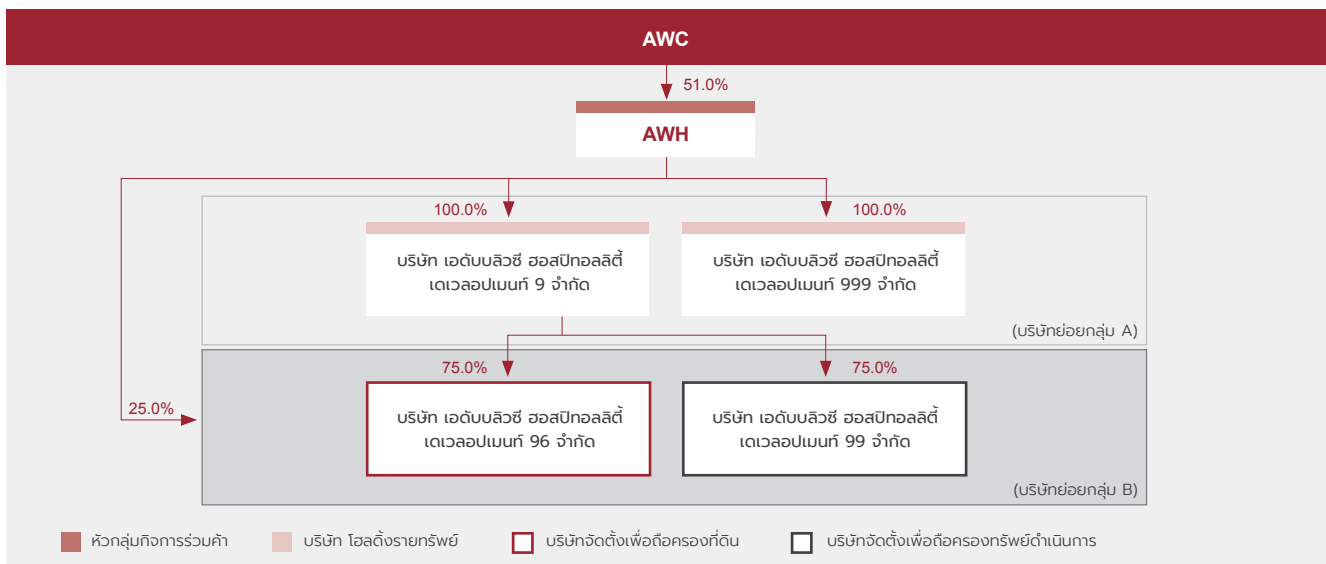 AWC
51.0%
AWH
100.0%
100.0%
บริษัท เอดับบลิวซี ฮอสปิทอลลิตี้
เดเวลอปเมนท์ 9 จำกัด
บริษัท เอดับบลิวซี ฮอสปิทอลลิตี้
เดเวลอปเมนท์ 999 จำกัด
(บริษัทย่อยกลุ่ม A)
75.0%
75.0%
25.0%
บริษัท เอดับบลิวซี ฮอสปิทอลลิตี้
เดเวลอปเมนท์ 96 จำกัด
บริษัท เอดับบลิวซี ฮอสปิทอลลิตี้
เดเวลอปเมนท์ 99 จำกัด
(บริษัทย่อยกลุ่ม B)
หัวกลุ่มกิจการร่วมค้า
บริษัท โฮลดิ้งรายทรัพย์
บริษัทจัดตั้งเพื่อถือครองที่ดิน
บริษัทจัดตั้งเพื่อถือครองทรัพย์ดำเนินการ